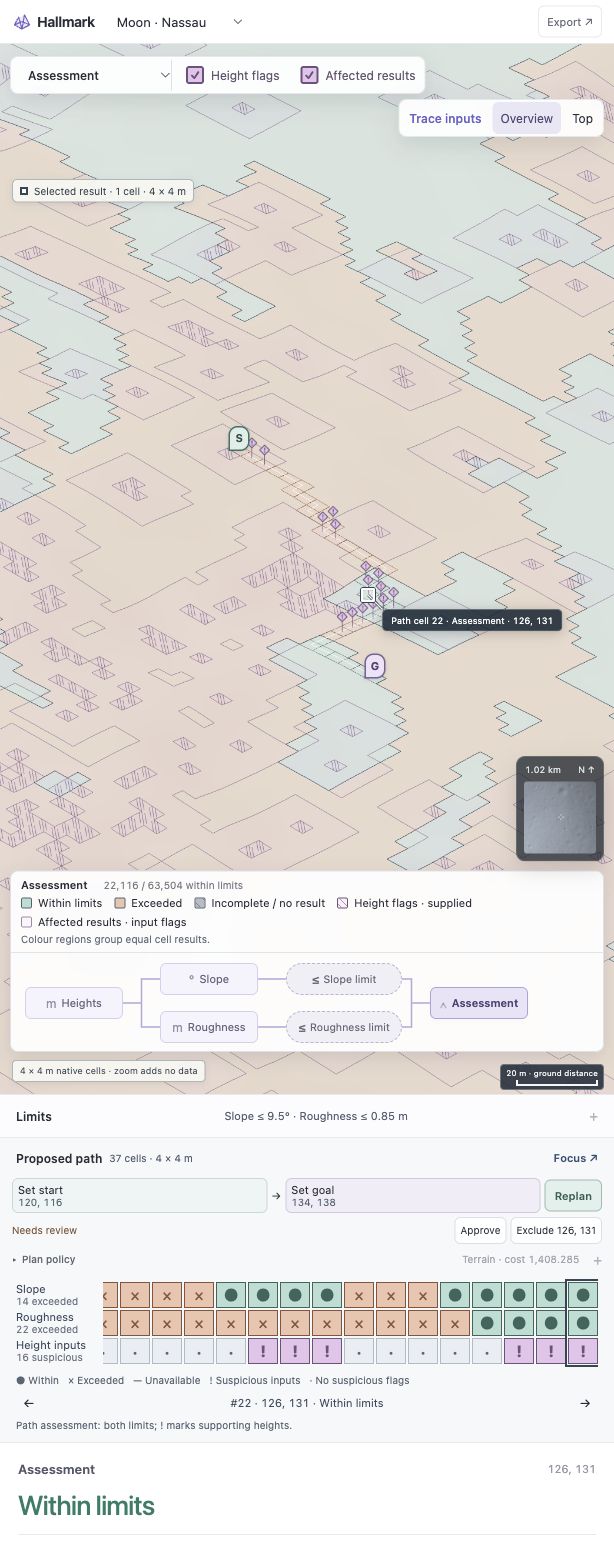 Hallmark
Moon · Nassau
Export ↗
Assessment
Height flags
Affected results
Trace inputs
Overview
Top
Selected result · 1 cell · 4 × 4 m
S
Path cell 22 · Assessment · 126, 131
G
1.02 km N ↑
Assessment 22,116 / 63,504 within limits
Within limits Exceeded Incomplete / no result Height flags · supplied
Affected results · input flags
Colour regions group equal cell results.
° Slope ≤ Slope limit
m Heights Assessment
m Roughness ≤ Roughness limit
4 × 4 m native cells · zoom adds no data
20 m · ground distance
Limits Slope ≤ 9.5° · Roughness ≤ 0.85 m +
Proposed path 37 cells · 4 × 4 m Focus ↗
Set start
120, 116
→
Set goal
134, 138
Replan
Needs review Approve Exclude 126, 131
▸ Plan policy Terrain · cost 1,408.285 +
Slope
14 exceeded
× × × × ● ● ● ● × × × ● ● ● ● ●
Roughness
22 exceeded
× × × × × × × × × × × × ● ● ● ●
Height inputs
16 suspicious
· · · · · ! ! ! · · · · · ! ! !
● Within × Exceeded — Unavailable ! Suspicious inputs · No suspicious flags
← #22 · 126, 131 · Within limits →
Path assessment: both limits; ! marks supporting heights.
Assessment 126, 131
Within limits